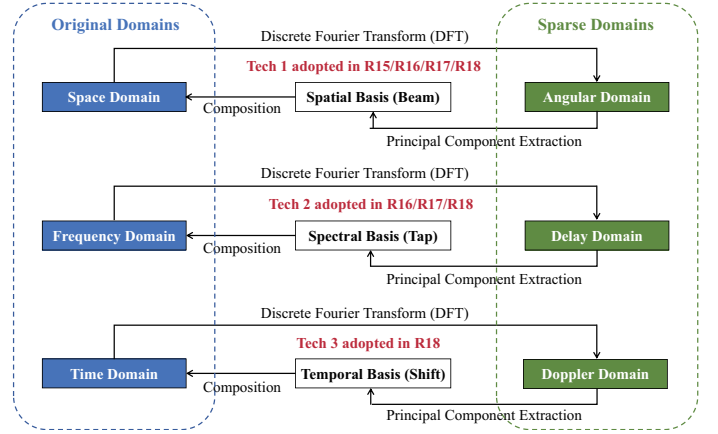 Original Domains
Sparse Domains
Discrete Fourier Transform (DFT)
Tech 1 adopted in R15/R16/R17/R18
Space Domain
Composition
Spatial Basis (Beam)
Angular Domain
Principal Component Extraction
Discrete Fourier Transform (DFT)
Tech 2 adopted in R16/R17/R18
Frequency Domain
Composition
Spectral Basis (Tap)
Delay Domain
Principal Component Extraction
Discrete Fourier Transform (DFT)
Tech 3 adopted in R18
Time Domain
Composition
Temporal Basis (Shift)
Doppler Domain
Principal Component Extraction